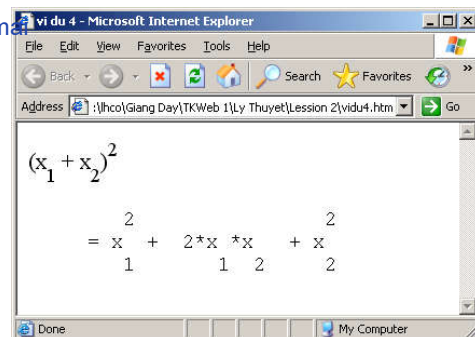 mai
vi du 4 - Microsoft Internet Explorer
File Edit View Favorites Tools Help
Back Search Favorites »
Address :\lhco\Giang Day\TKWeb 1\Ly Thuyet\Lession 2\vidu4.htm Go
(x₁ + x₂)²
2 2
= x + 2*x *x + x
1 1 2 2
Done My Computer